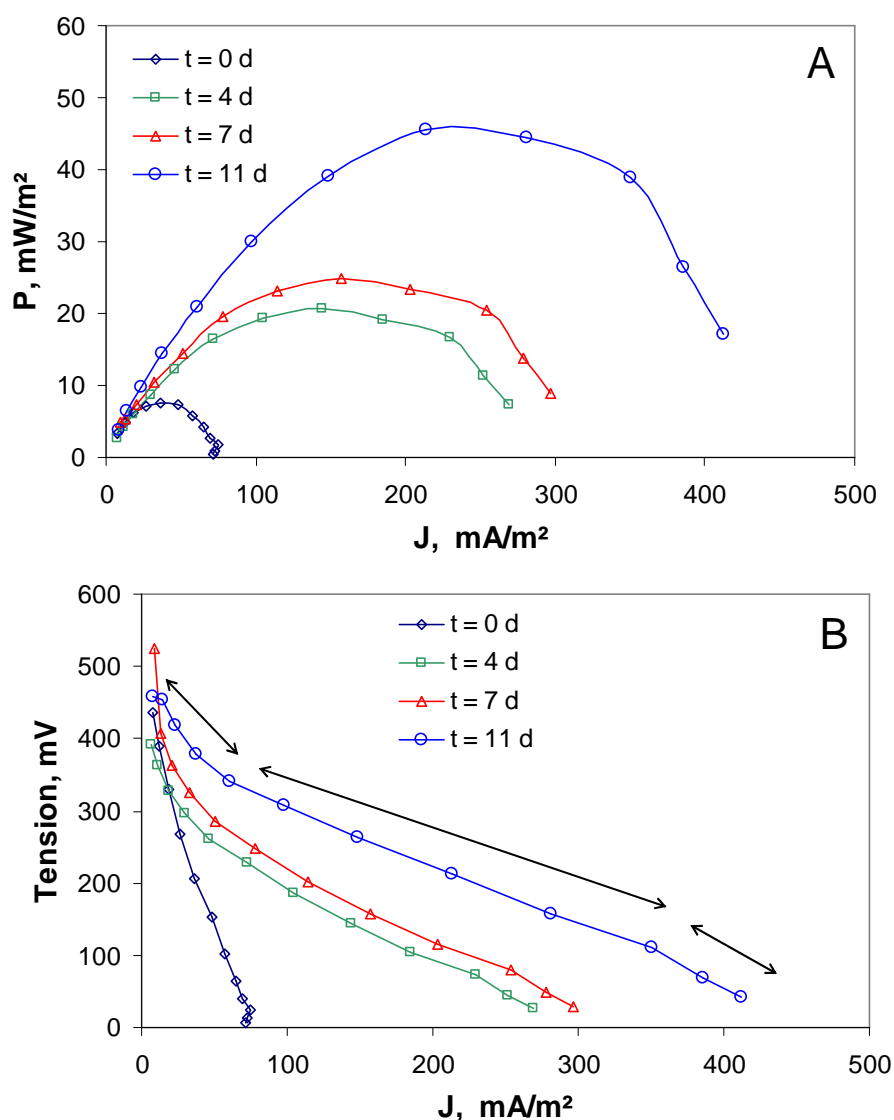 A
t = 0 d
t = 4 d
t = 7 d
t = 11 d
60
50
40
30
20
10
0
P, mW/m²
0 100 200 300 400 500
J, mA/m²
B
t = 0 d
t = 4 d
t = 7 d
t = 11 d
600
500
400
300
200
100
0
Tension, mV
0 100 200 300 400 500
J, mA/m²